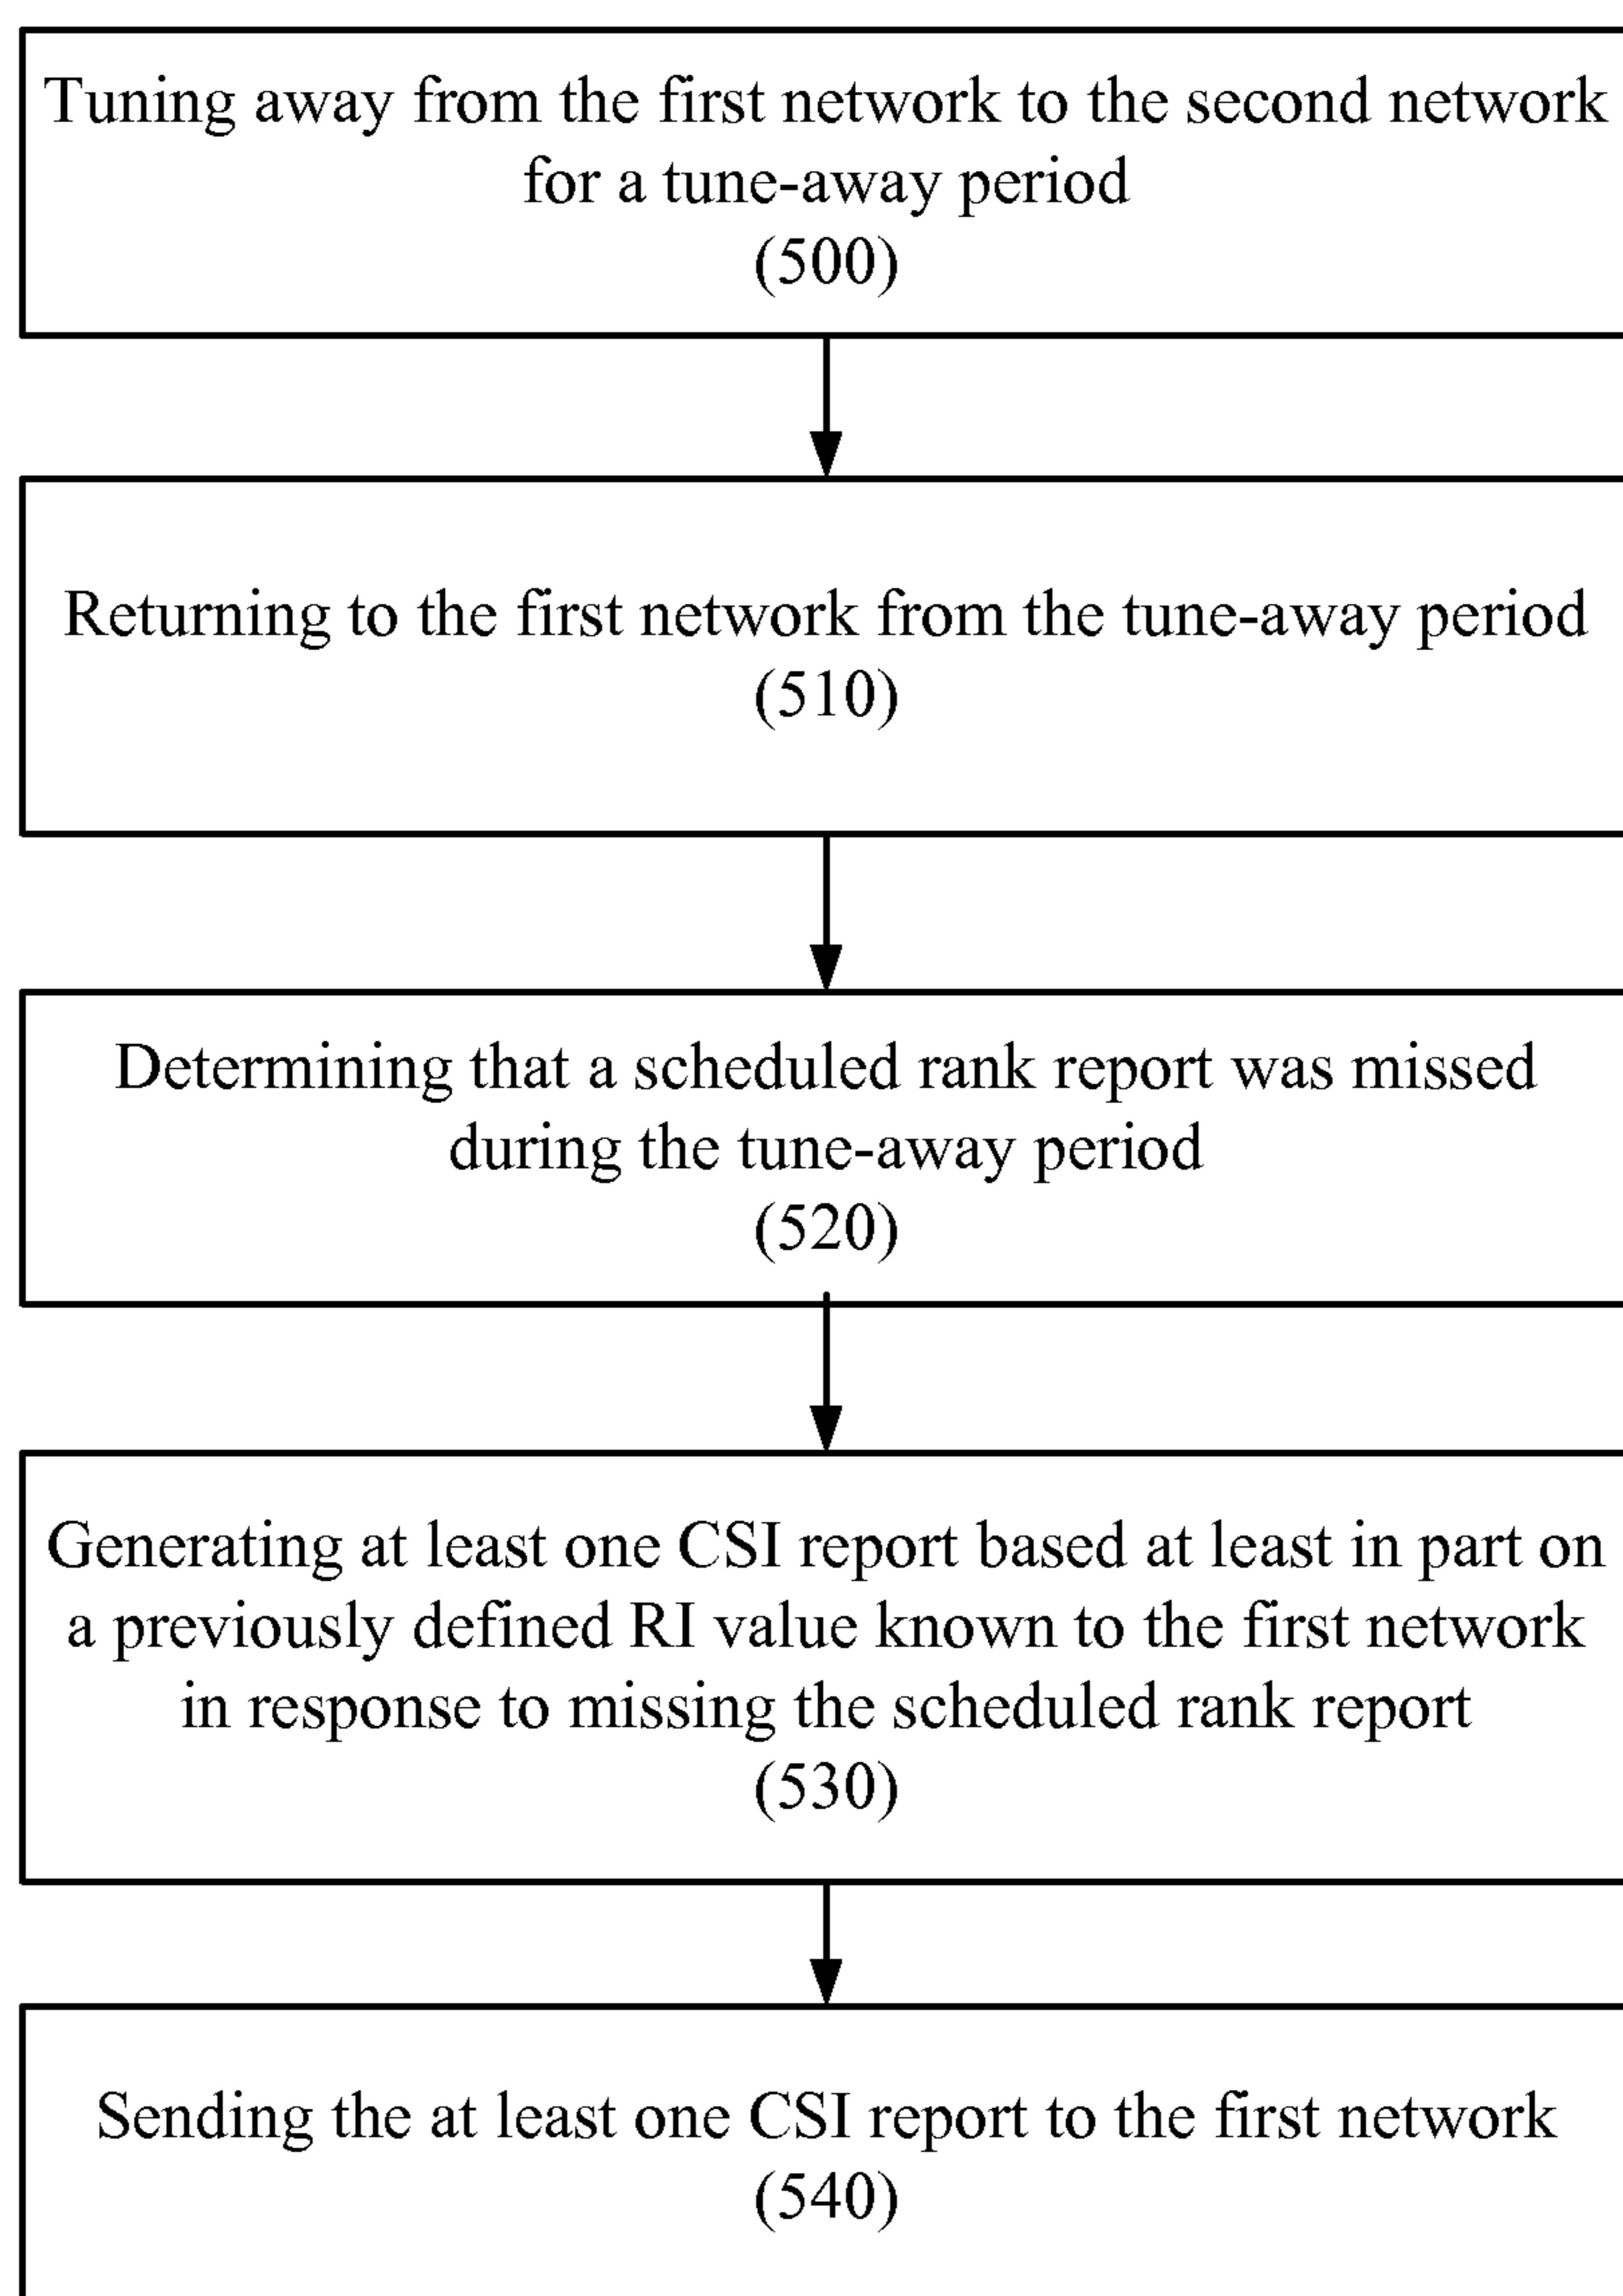 Tuning away from the first network to the second network
for a tune-away period
(500)
Returning to the first network from the tune-away period
(510)
Determining that a scheduled rank report was missed
during the tune-away period
(520)
Generating at least one CSI report based at least in part on
a previously defined RI value known to the first network
in response to missing the scheduled rank report
(530)
Sending the at least one CSI report to the first network
(540)